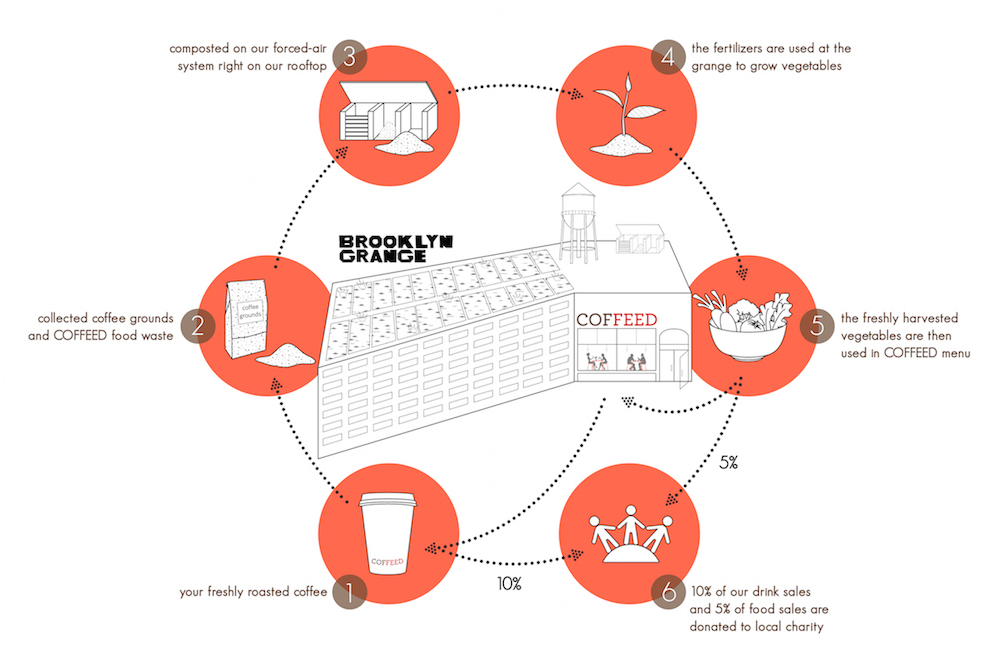 composted on our forced-air
system right on our rooftop
3
4
the fertilizers are used at the
grange to grow vegetables
BROOKLYN
GRANGE
coffee
grounds
collected coffee grounds
and COFFEED food waste
2
COFFEED
5
the freshly harvested
vegetables are then
used in COFFEED menu
5%
COFFEED
10%
your freshly roasted coffee
1
6
10% of our drink sales
and 5% of food sales are
donated to local charity